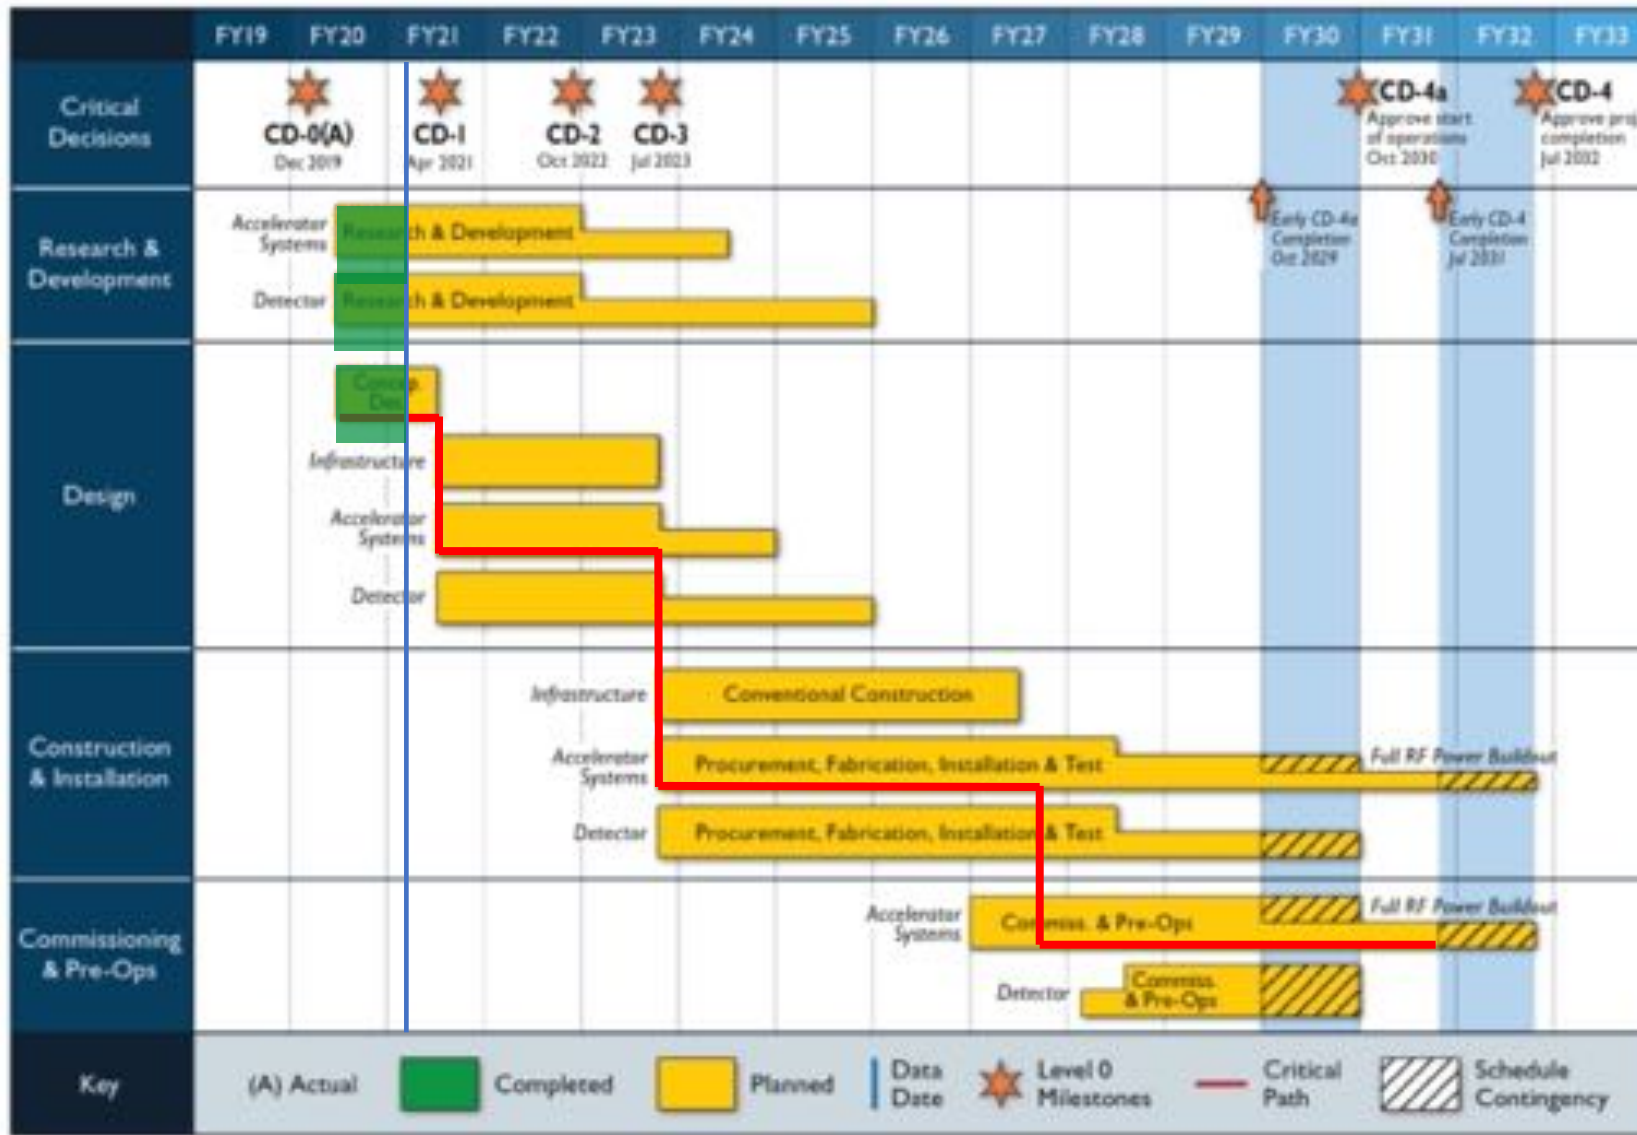 FY19 FY20 FY21 FY22 FY23 FY24 FY25 FY26 FY27 FY28 FY29 FY30 FY31 FY32 FY33
Critical
Decisions
CD-0(A)
Dec 2019
CD-1
Apr 2021
CD-2
Oct 2022
CD-3
Jul 2023
CD-4a
Approve start
of operations
Oct 2030
CD-4
Approve proj
completion
Jul 2032
Early CD-4a
Completion
Oct 2029
Early CD-4
Completion
Jul 2031
Research &
Development
Accelerator
Systems
Research & Development
Detector
Research & Development
Design
Concep.
Des.
Infrastructure
Accelerator
Systems
Detector
Construction
& Installation
Infrastructure
Conventional Construction
Accelerator
Systems
Procurement, Fabrication, Installation & Test
Full RF Power Buildout
Detector
Procurement, Fabrication, Installation & Test
Commissioning
& Pre-Ops
Accelerator
Systems
Commiss. & Pre-Ops
Full RF Power Buildout
Detector
Commiss.
& Pre-Ops
Key
(A) Actual
Completed
Planned
Data
Date
Level 0
Milestones
Critical
Path
Schedule
Contingency